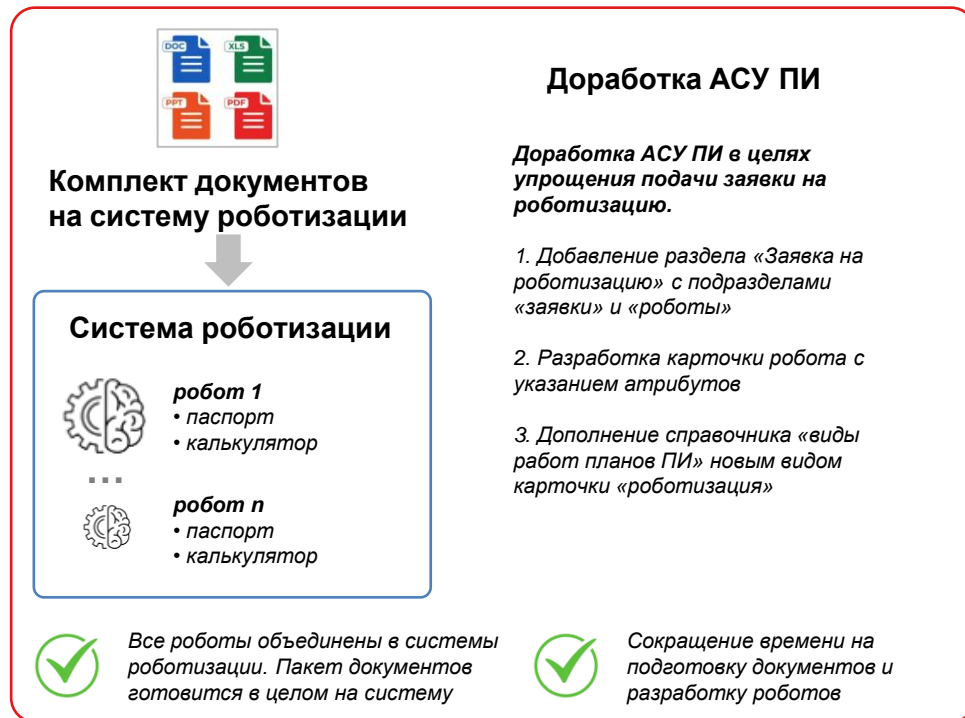 DOC
XLS
PPT
PDF
Комплект документов
на систему роботизации
Система роботизации
робот 1
• паспорт
• калькулятор
...
робот n
• паспорт
• калькулятор
Все роботы объединены в системы
роботизации. Пакет документов
готовится в целом на систему
Доработка АСУ ПИ
Доработка АСУ ПИ в целях
упрощения подачи заявки на
роботизацию.
1. Добавление раздела «Заявка на
роботизацию» с подразделами
«заявки» и «роботы»
2. Разработка карточки робота с
указанием атрибутов
3. Дополнение справочника «виды
работ планов ПИ» новым видом
карточки «роботизация»
Сокращение времени на
подготовку документов и
разработку роботов